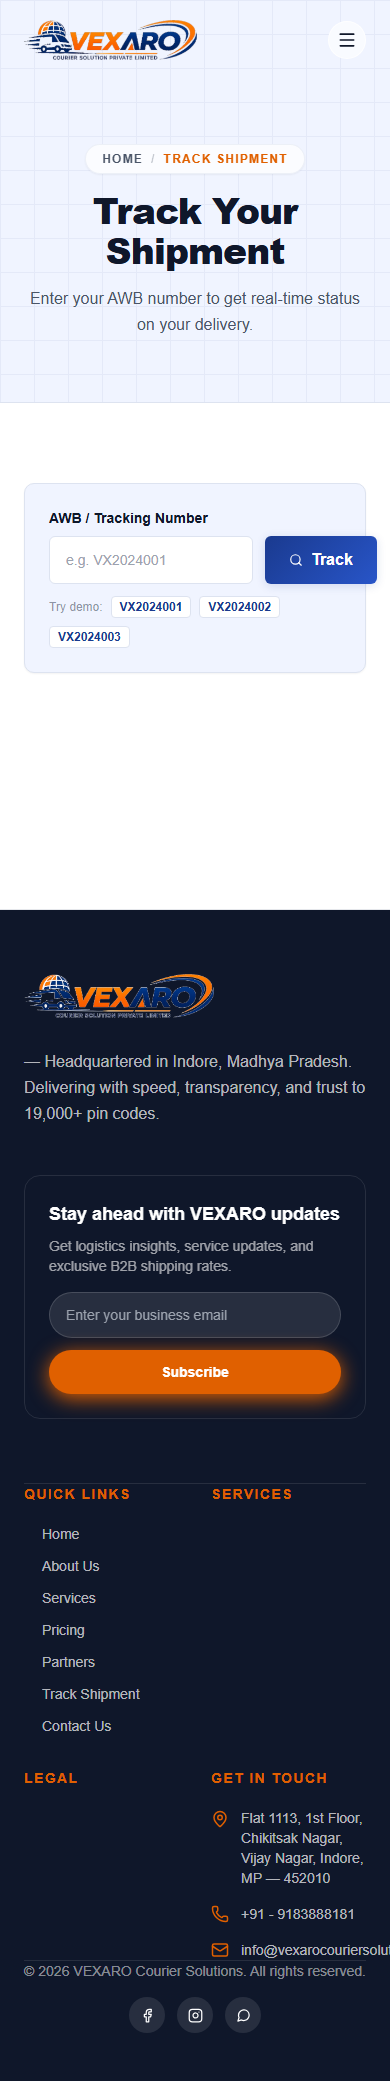 VEXARO
COURIER SOLUTION PRIVATE LIMITED
HOME / TRACK SHIPMENT
Track Your
Shipment
Enter your AWB number to get real-time status
on your delivery.
AWB / Tracking Number
e.g. VX2024001
Track
Try demo: VX2024001 VX2024002
VX2024003
VEXARO
COURIER SOLUTION PRIVATE LIMITED
— Headquartered in Indore, Madhya Pradesh.
Delivering with speed, transparency, and trust to
19,000+ pin codes.
Stay ahead with VEXARO updates
Get logistics insights, service updates, and
exclusive B2B shipping rates.
Enter your business email
Subscribe
QUICK LINKS
Home
About Us
Services
Pricing
Partners
Track Shipment
Contact Us
SERVICES
LEGAL
GET IN TOUCH
Flat 1113, 1st Floor,
Chikitsak Nagar,
Vijay Nagar, Indore,
MP — 452010
+91 - 9183888181
info@vexarocouriersolut
© 2026 VEXARO Courier Solutions. All rights reserved.